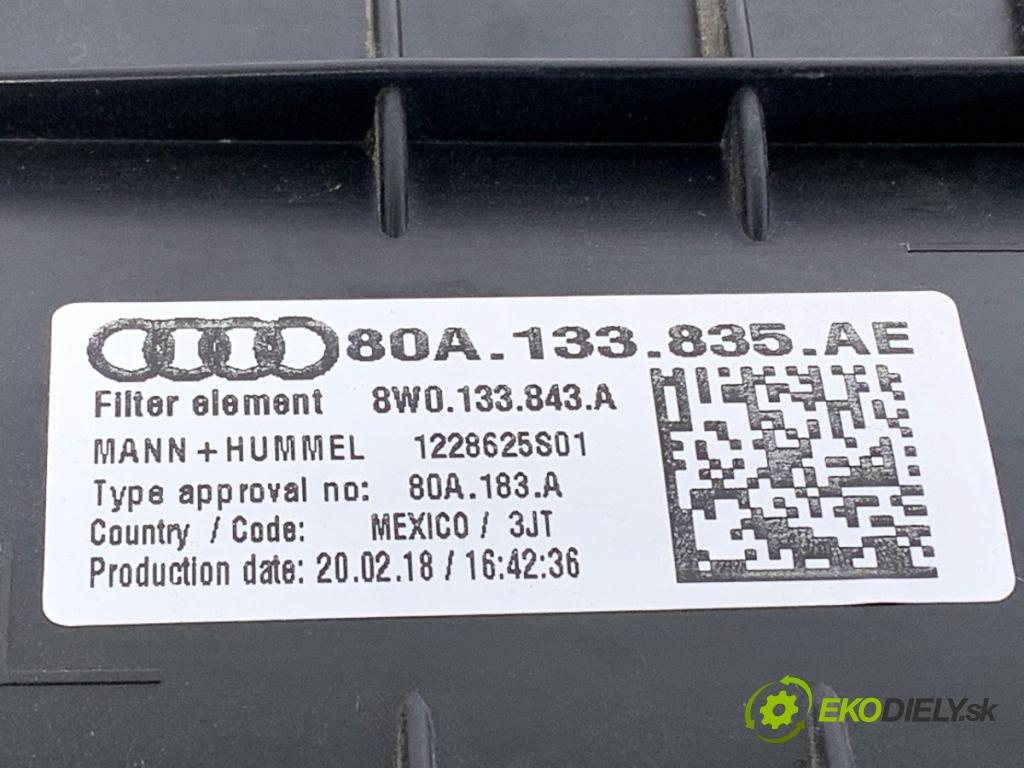 80A.133.835.AE
Filter element 8W0.133.843.A
MANN+HUMMEL 1228625S01
Type approval no: 80A.183.A
Country / Code: MEXICO / 3JT
Production date: 20.02.18 / 16:42:36
EKODIELY.sk